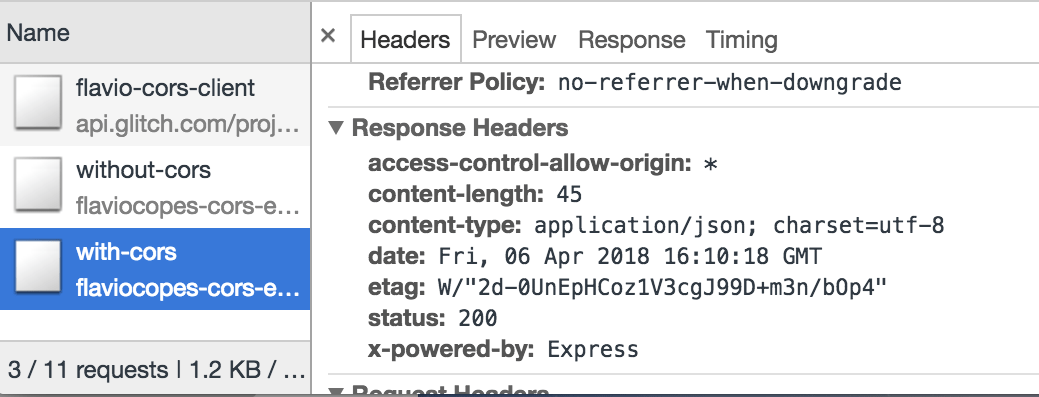 Name
flavio-cors-client
api.glitch.com/proj...
without-cors
flaviocopes-cors-e...
with-cors
flaviocopes-cors-e...
3 / 11 requests | 1.2 KB / ...
× Headers Preview Response Timing
Referrer Policy: no-referrer-when-downgrade
▼ Response Headers
access-control-allow-origin: *
content-length: 45
content-type: application/json; charset=utf-8
date: Fri, 06 Apr 2018 16:10:18 GMT
etag: W/"2d-0UnEpHCoz1V3cgJ99D+m3n/bOp4"
status: 200
x-powered-by: Express
▼ Request Headers